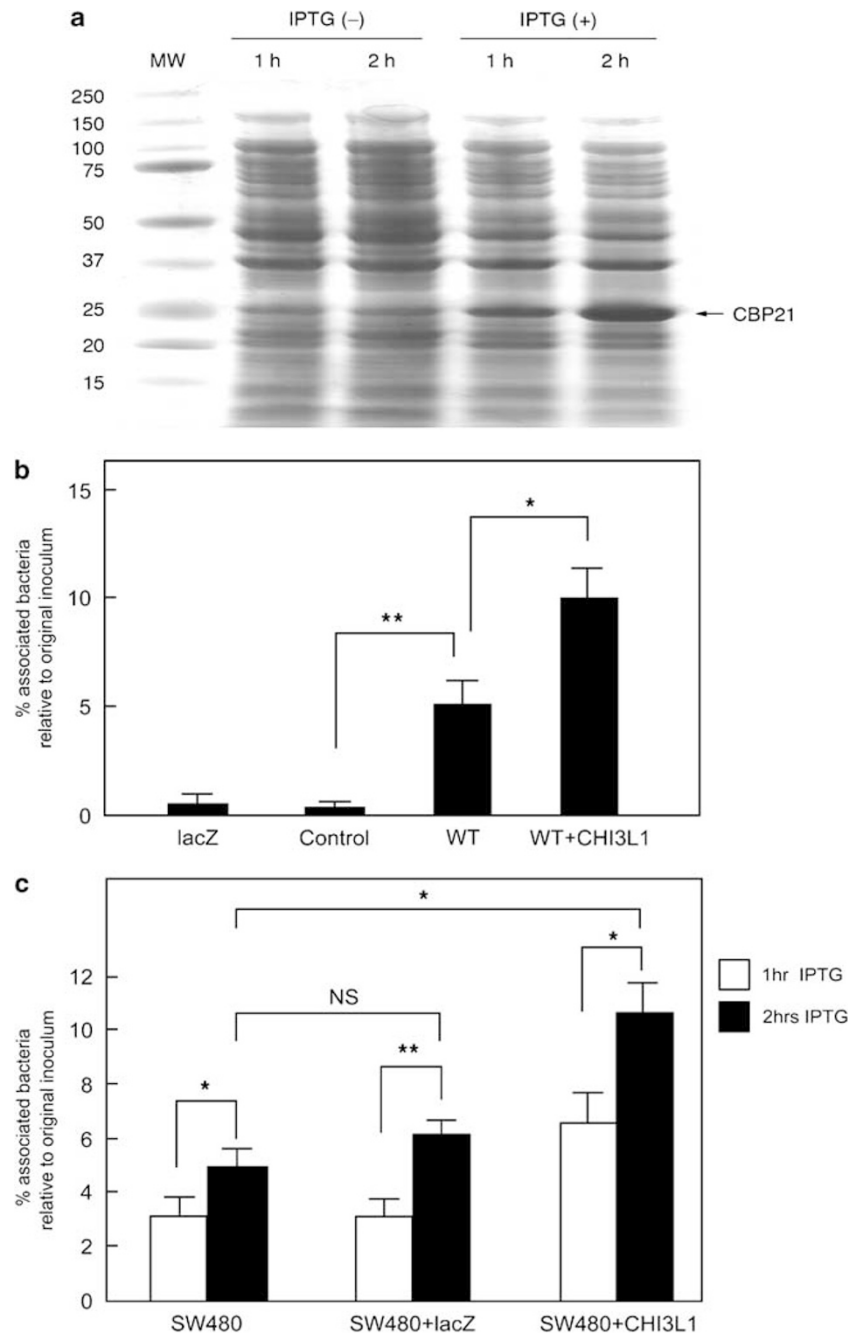 a
IPTG (–) IPTG (+)
MW 1 h 2 h 1 h 2 h
250
150
100
75
50
37
25
20
15
CBP21
b
% associated bacteria
relative to original inoculum
15
10
5
0
** *
lacZ Control WT WT+CHI3L1
c
% associated bacteria
relative to original inoculum
12
10
8
6
4
2
0
*
*
NS
**
*
1hr IPTG
2hrs IPTG
SW480 SW480+lacZ SW480+CHI3L1